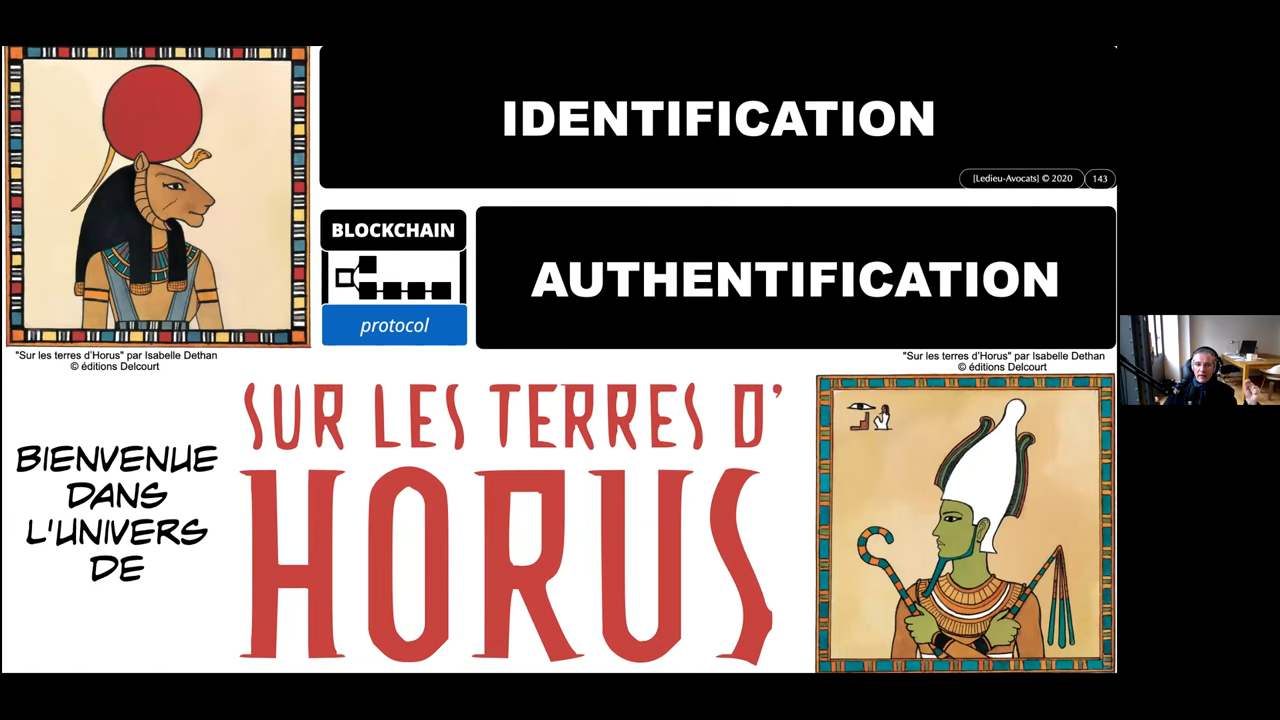 IDENTIFICATION
[Ledieu-Avocats] © 2020
143
BLOCKCHAIN
protocol
AUTHENTIFICATION
"Sur les terres d'Horus" par Isabelle Dethan
© éditions Delcourt
"Sur les terres d'Horus" par Isabelle Dethan
© éditions Delcourt
BIENVENUE
DANS
L'UNIVERS
DE
SUR LES TERRES D'
HORUS